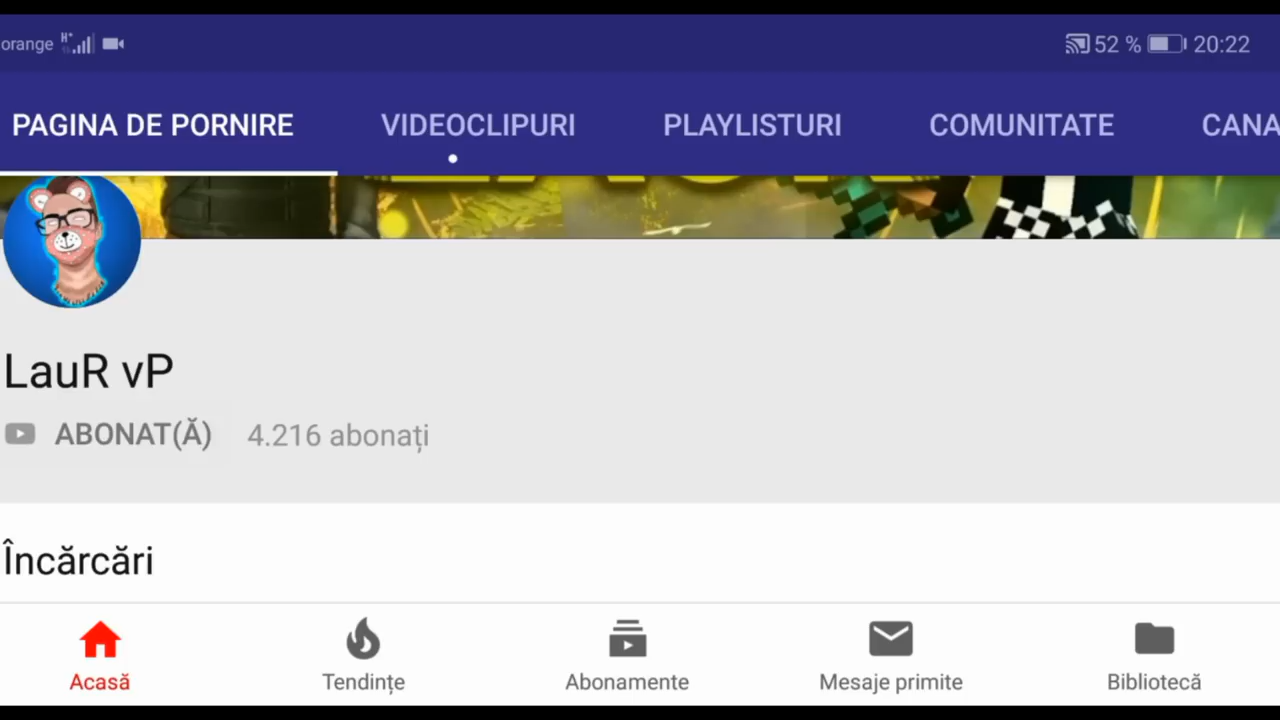 orange H+ 52 % 20:22
PAGINA DE PORNIRE VIDEOCLIPURI PLAYLISTURI COMUNITATE CANA
LauR vP
ABONAT(Ă) 4.216 abonați
Încărcări
Acasă Tendințe Abonamente Mesaje primite Bibliotecă